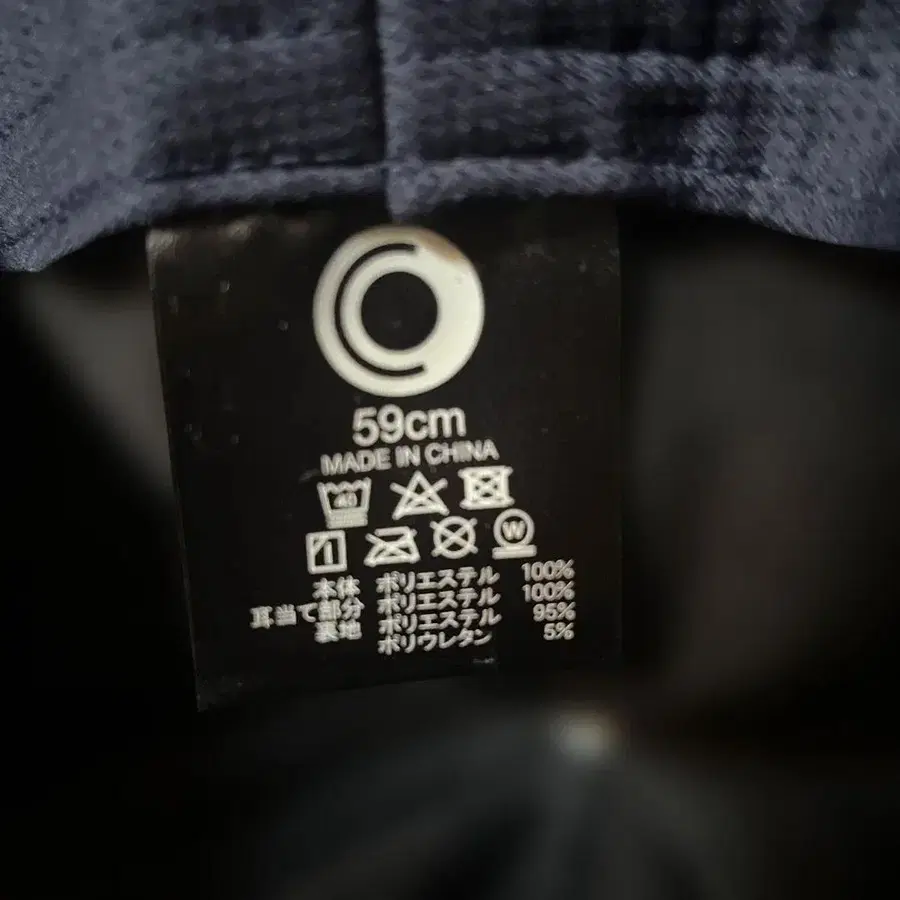 59cm
MADE IN CHINA
40
W
本体 ポリエステル 100%
耳当て部分 ポリエステル 100%
裏地 ポリエステル 95%
ポリウレタン 5%